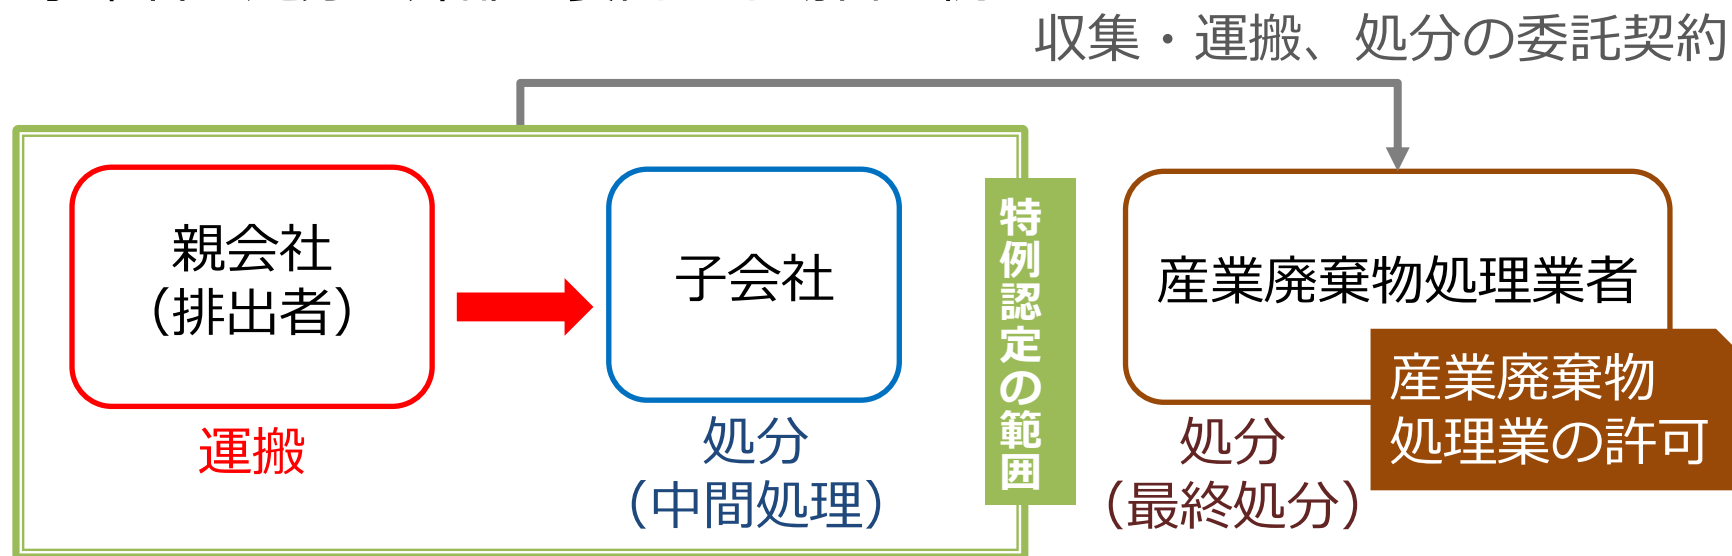 収集・運搬、処分の委託契約
親会社
（排出者）
運搬
子会社
処分
（中間処理）
特例認定の範囲
産業廃棄物処理業者
産業廃棄物
処理業の許可
処分
（最終処分）